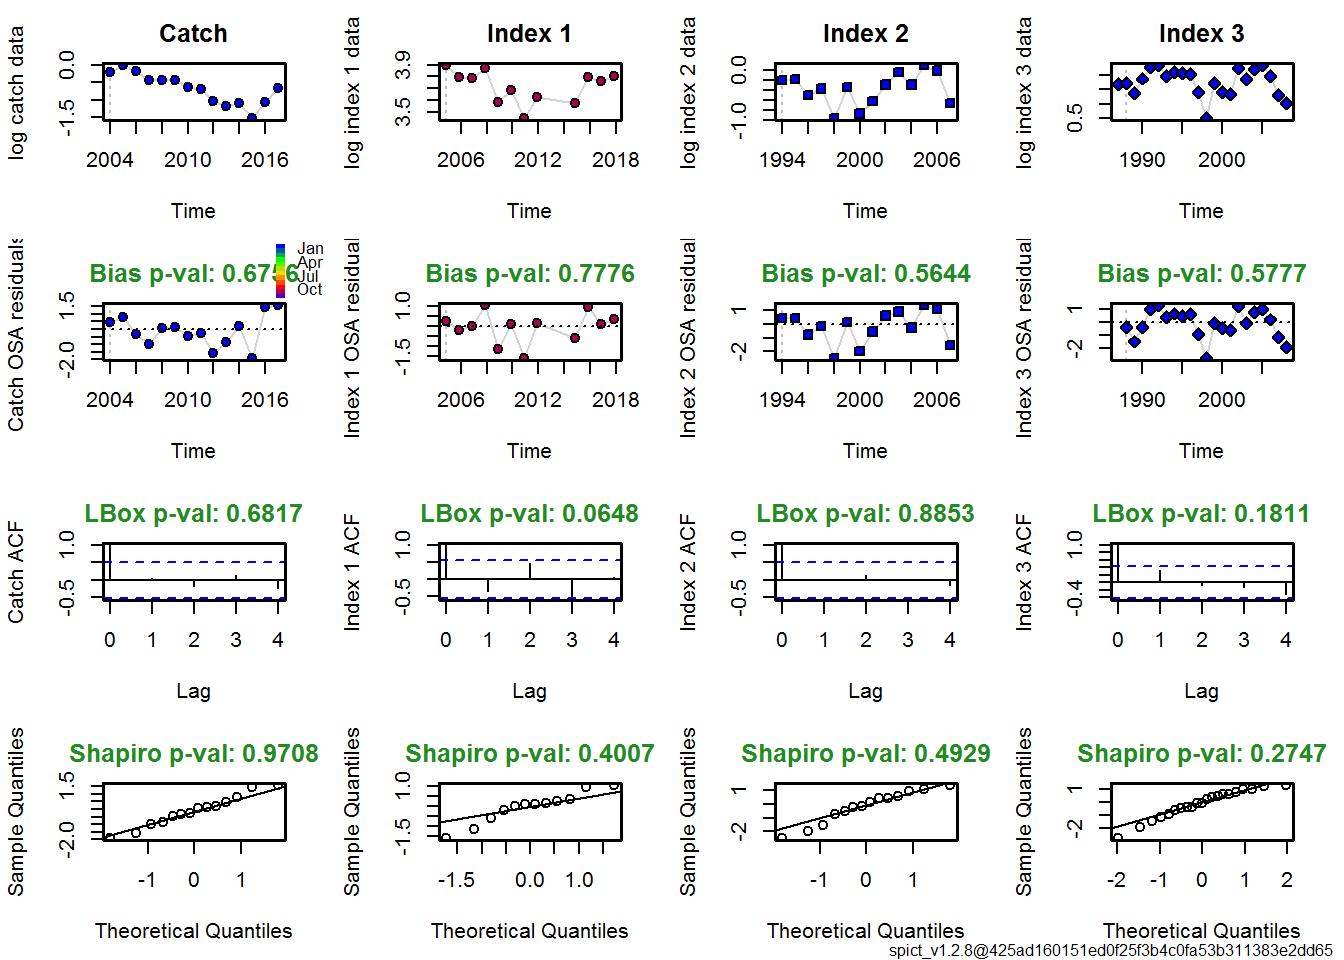 Catch
Index 1
Index 2
Index 3
log catch data
0.0
-1.5
2004
2010
2016
Time
log index 1 data
3.9
3.5
2006
2012
2018
Time
log index 2 data
0.0
-1.0
1994
2000
2006
Time
log index 3 data
0.5
1990
2000
Time
Bias p-val: 0.6756
Jan
Apr
Jul
Oct
Catch OSA residuals
1.5
-2.0
2004
2010
2016
Time
Bias p-val: 0.7776
Index 1 OSA residual
1.0
-1.5
2006
2012
2018
Time
Bias p-val: 0.5644
Index 2 OSA residual
1
-2
1994
2000
2006
Time
Bias p-val: 0.5777
Index 3 OSA residual
1
-2
1990
2000
Time
LBox p-val: 0.6817
Catch ACF
1.0
-0.5
0 1 2 3 4
Lag
LBox p-val: 0.0648
Index 1 ACF
1.0
-0.5
0 1 2 3 4
Lag
LBox p-val: 0.8853
Index 2 ACF
1.0
-0.5
0 1 2 3 4
Lag
LBox p-val: 0.1811
Index 3 ACF
1.0
-0.4
0 1 2 3 4
Lag
Shapiro p-val: 0.9708
Sample Quantiles
1.5
-2.0
-1 0 1
Theoretical Quantiles
Shapiro p-val: 0.4007
Sample Quantiles
1.0
-1.5
-1.5 0.0 1.0
Theoretical Quantiles
Shapiro p-val: 0.4929
Sample Quantiles
1
-2
-1 0 1
Theoretical Quantiles
Shapiro p-val: 0.2747
Sample Quantiles
1
-2
-2 -1 0 1 2
Theoretical Quantiles
spict_v1.2.8@425ad160151ed0f25f3b4c0fa53b311383e2dd65